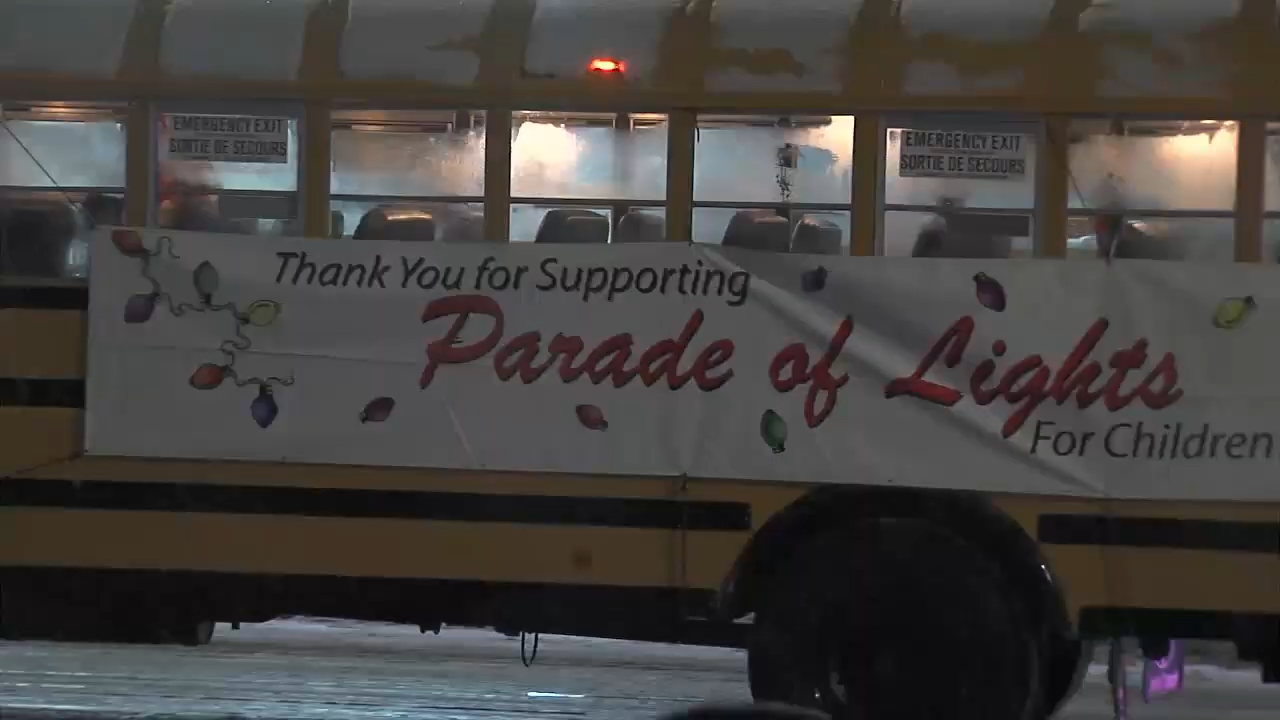 EMERGENCY EXIT
SORTIE DE SECOURS
EMERGENCY EXIT
SORTIE DE SECOURS
Thank You for Supporting
Parade of Lights
For Children